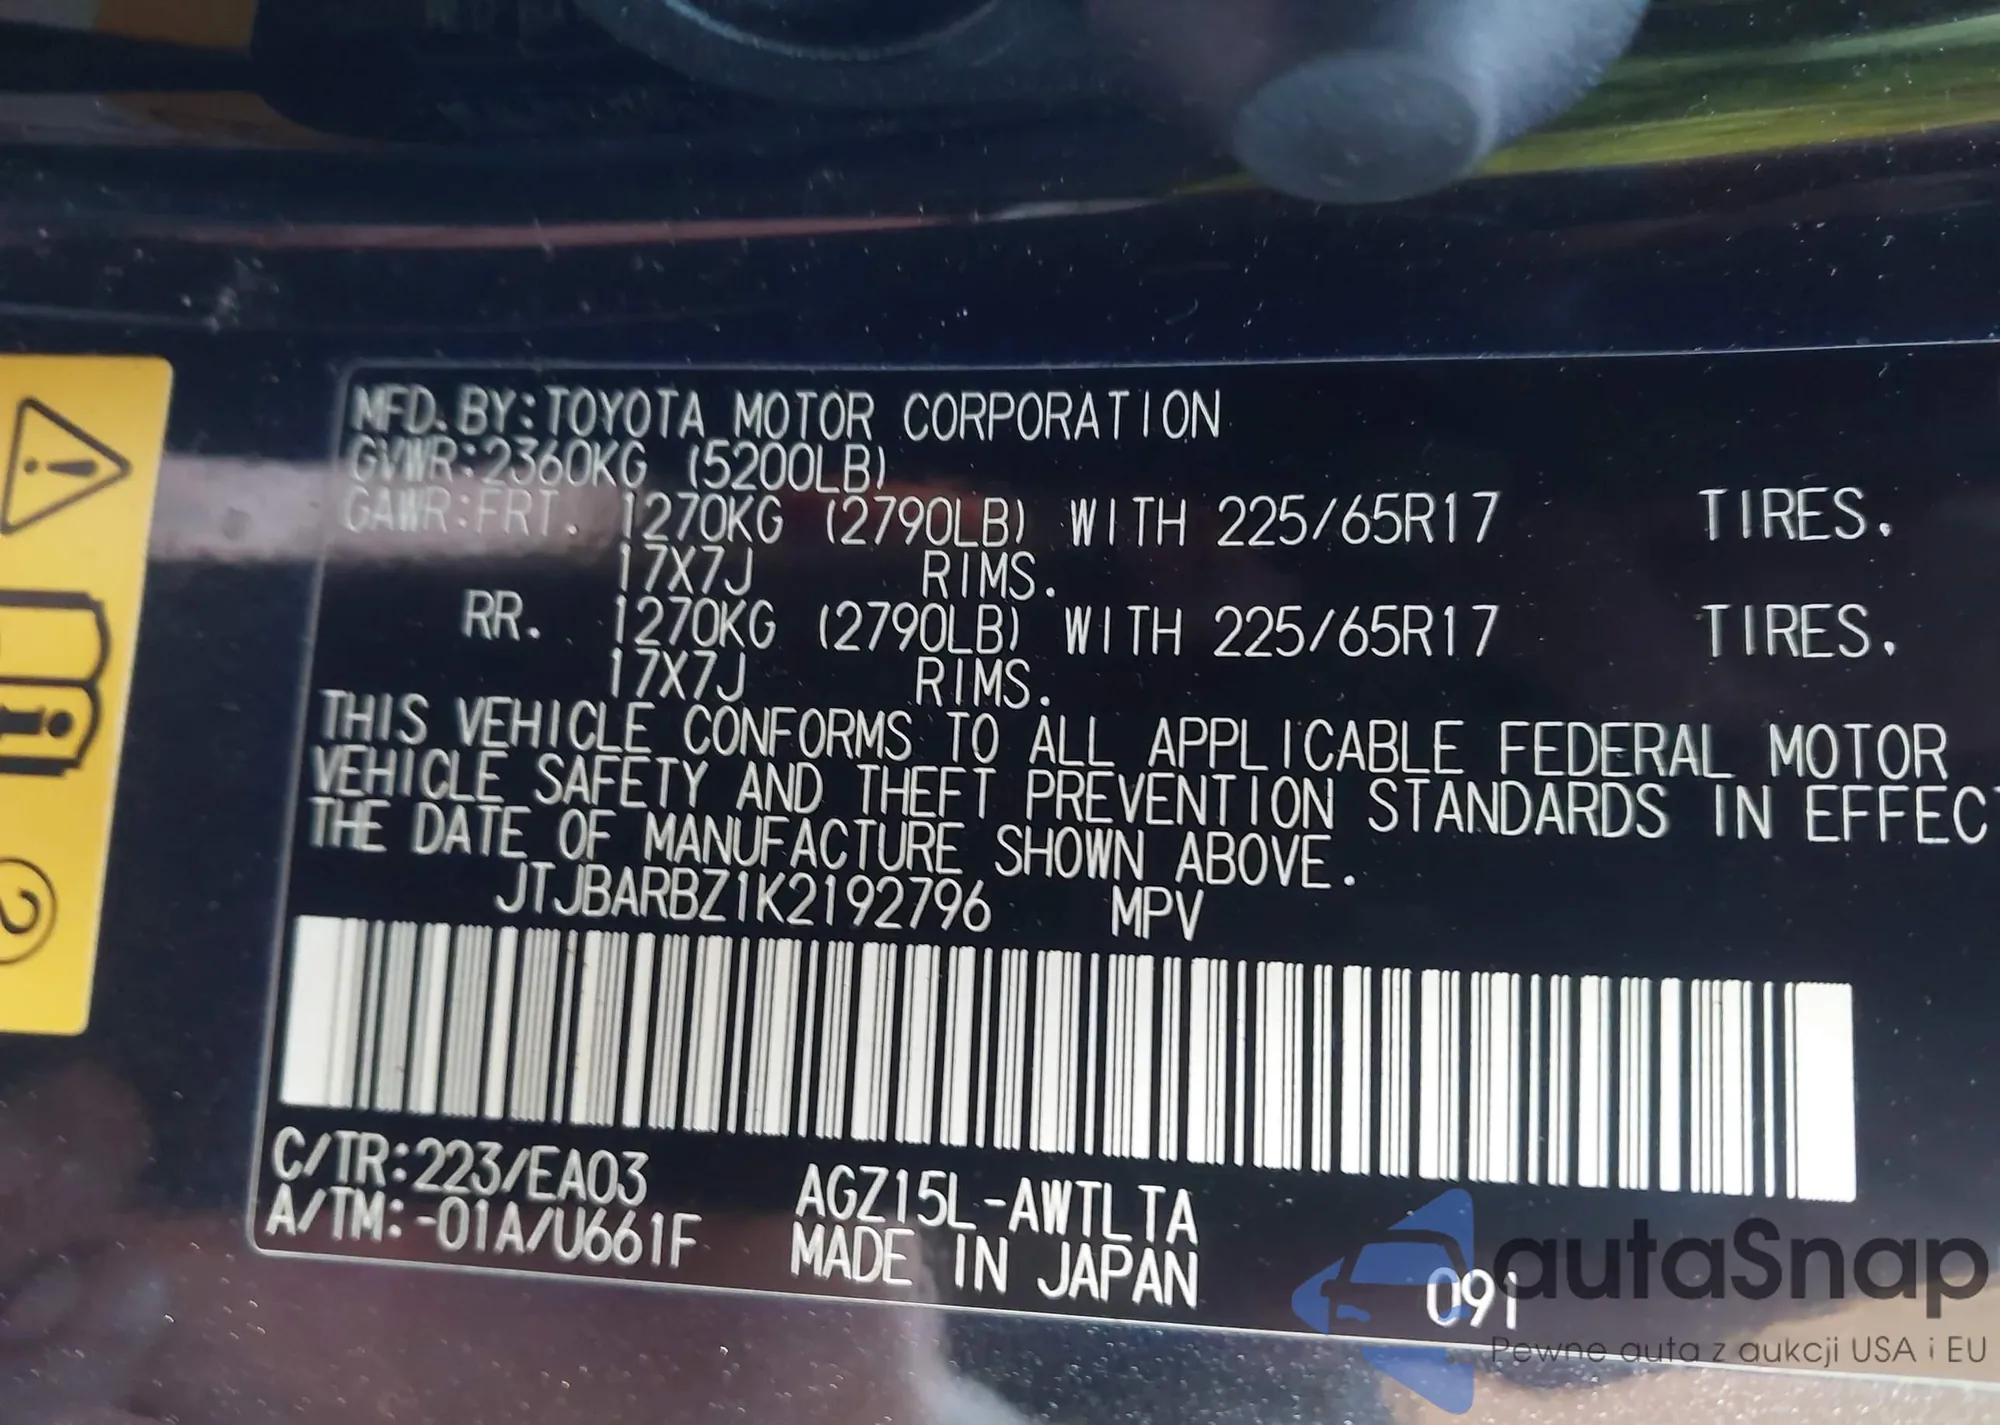 MFD. BY: TOYOTA MOTOR CORPORATION
GVWR: 2360KG (5200LB)
GAWR: FRT. 1270KG (2790LB) WITH 225/65R17 TIRES.
17X7J RIMS.
RR. 1270KG (2790LB) WITH 225/65R17 TIRES.
17X7J RIMS.
THIS VEHICLE CONFORMS TO ALL APPLICABLE FEDERAL MOTOR
VEHICLE SAFETY AND THEFT PREVENTION STANDARDS IN EFFECT
THE DATE OF MANUFACTURE SHOWN ABOVE.
JTJBARBZ1K2192796 MPV
C/TR: 223/EA03 AGZ15L-AWTLTA
A/TM: -01A/U661F MADE IN JAPAN
091
2
autaSnap
Pewne auta z aukcji USA i EU